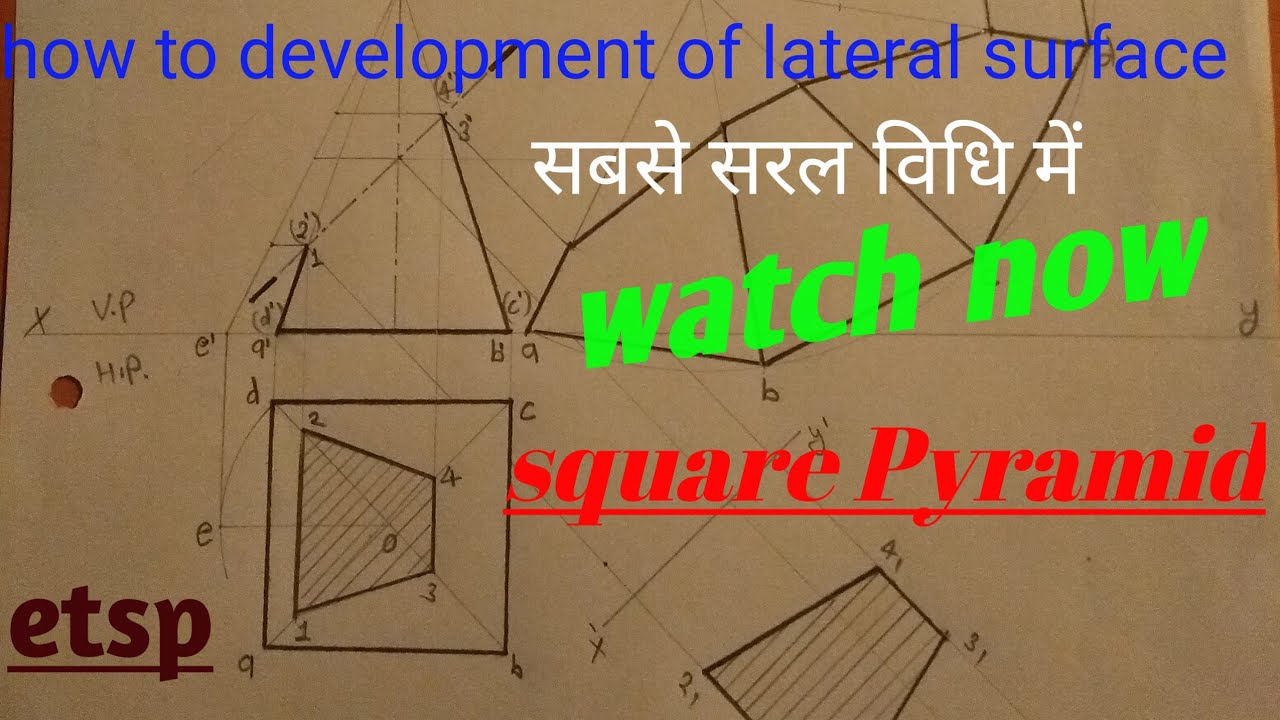 how to development of lateral surface
सबसे सरल विधि में
watch now
square Pyramid
etsp
(4')
3'
(2')
1
X V.P
H.P.
e' (d') a' b' (c') a
y
b
d c
2
4
e
o
3
1
a b
y'
X'
4,
3,
2,